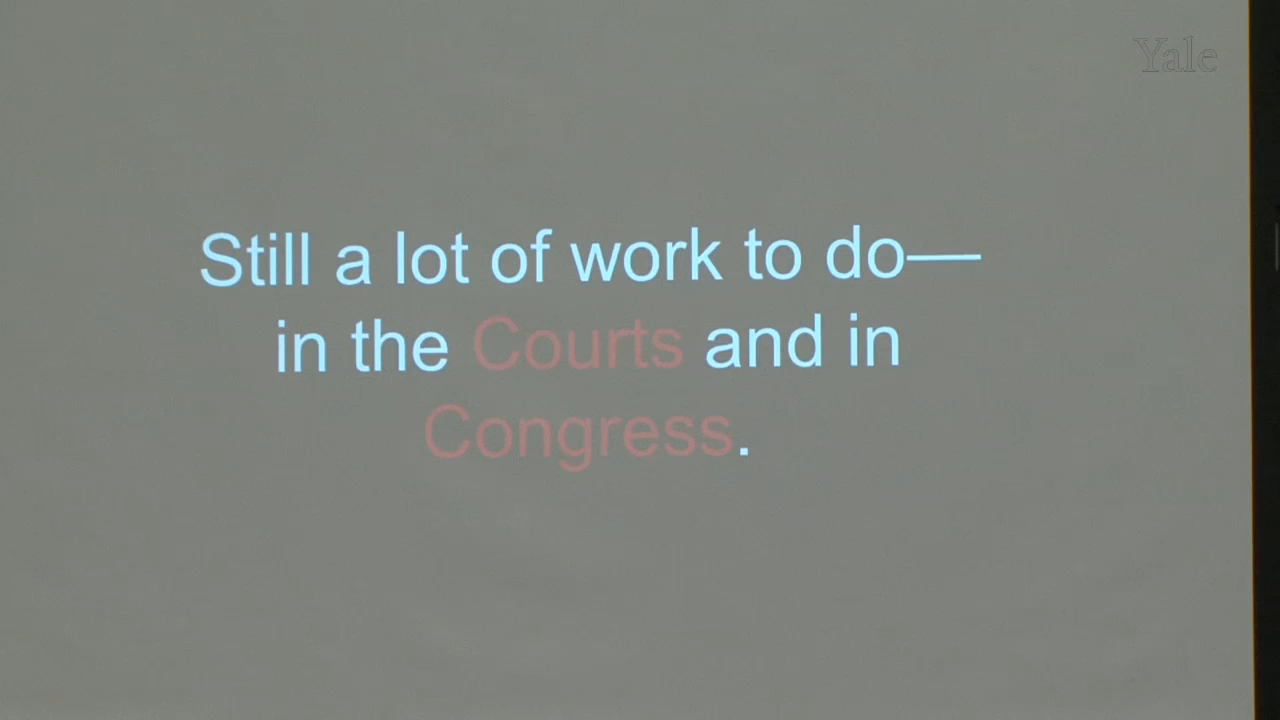 Yale
Still a lot of work to do—
in the Courts and in
Congress.